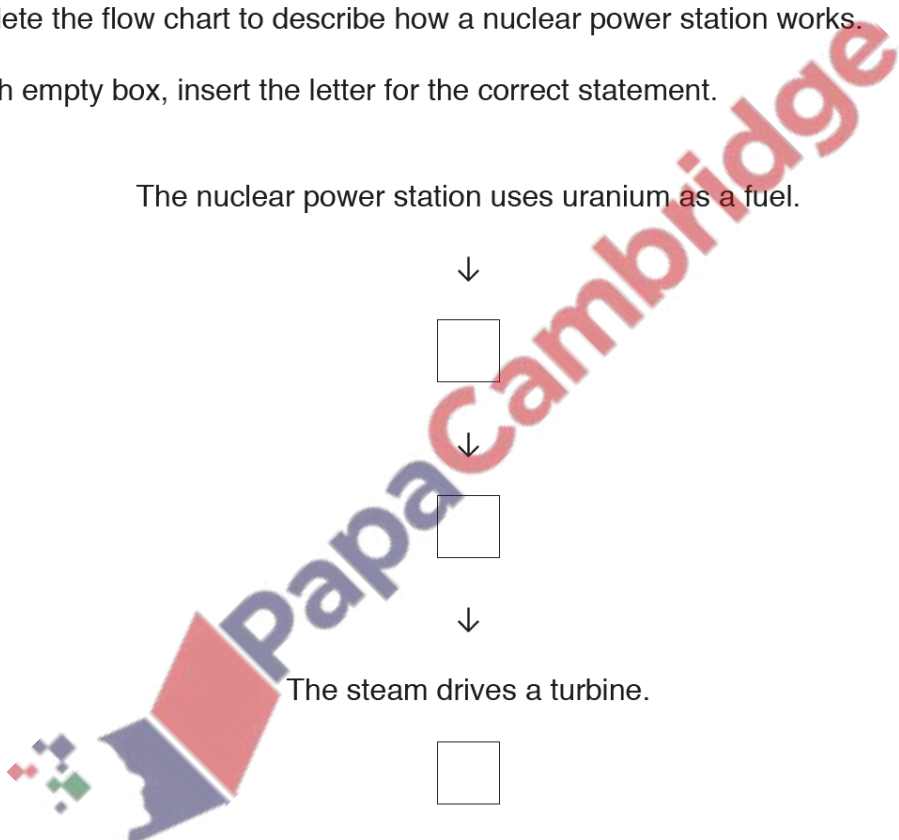 lete the flow chart to describe how a nuclear power station works.
h empty box, insert the letter for the correct statement.
The nuclear power station uses uranium as a fuel.
The steam drives a turbine.
PapaCambridge